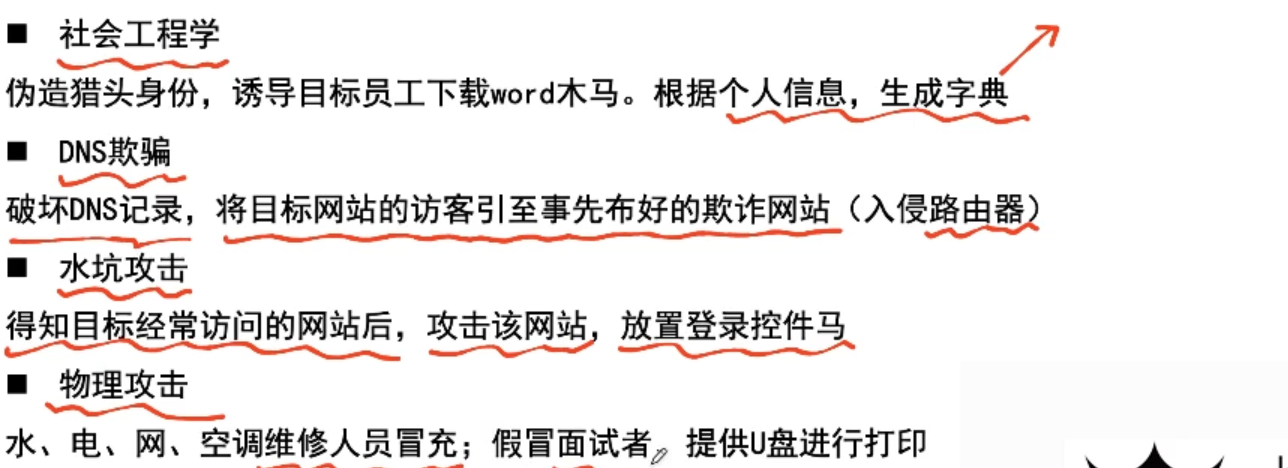 ■ 社会工程学
伪造猎头身份，诱导目标员工下载word木马。根据个人信息，生成字典
■ DNS欺骗
破坏DNS记录，将目标网站的访客引至事先布好的欺诈网站（入侵路由器）
■ 水坑攻击
得知目标经常访问的网站后，攻击该网站，放置登录控件马
■ 物理攻击
水、电、网、空调维修人员冒充；假冒面试者。提供U盘进行打印